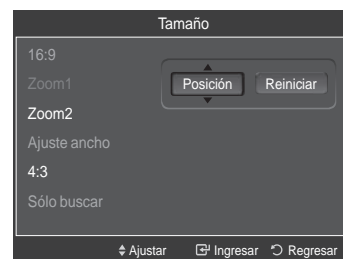 Tamaño
16:9
Zoom1
Posición Reiniciar
Zoom2
Ajuste ancho
4:3
Sólo buscar
Ajustar Ingresar Regresar